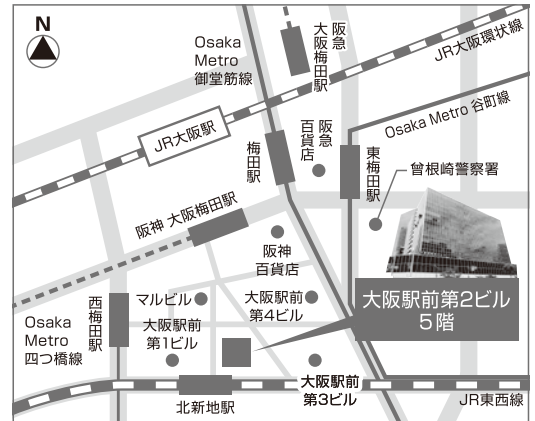 N
Osaka
Metro
御堂筋線
阪急
大阪梅田駅
JR大阪環状線
JR大阪駅
梅田駅
阪急
百貨店
東梅田駅
Osaka Metro 谷町線
曾根崎警察署
阪神 大阪梅田駅
阪神
百貨店
大阪駅前第2ビル
5階
西梅田駅
マルビル
大阪駅前
第4ビル
Osaka
Metro
四つ橋線
大阪駅前
第1ビル
大阪駅前
第3ビル
北新地駅
JR東西線